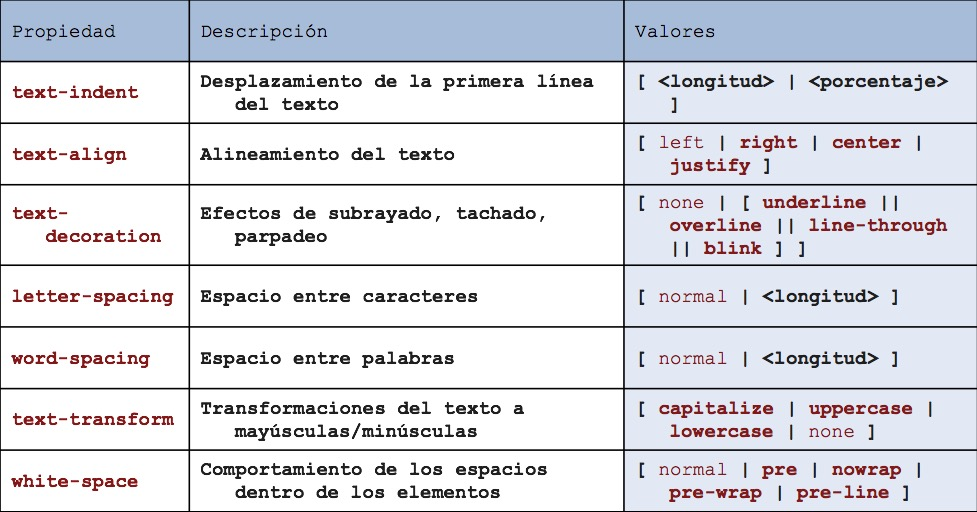 Propiedad Descripción Valores
text-indent Desplazamiento de la primera línea [ <longitud> | <porcentaje>
del texto ]
text-align Alineamiento del texto [ left | right | center |
justify ]
text- Efectos de subrayado, tachado, [ none | [ underline ||
decoration parpadeo overline || line-through
|| blink ] ]
letter-spacing Espacio entre caracteres [ normal | <longitud> ]
word-spacing Espacio entre palabras [ normal | <longitud> ]
text-transform Transformaciones del texto a [ capitalize | uppercase |
mayúsculas/minúsculas lowercase | none ]
white-space Comportamiento de los espacios [ normal | pre | nowrap |
dentro de los elementos pre-wrap | pre-line ]